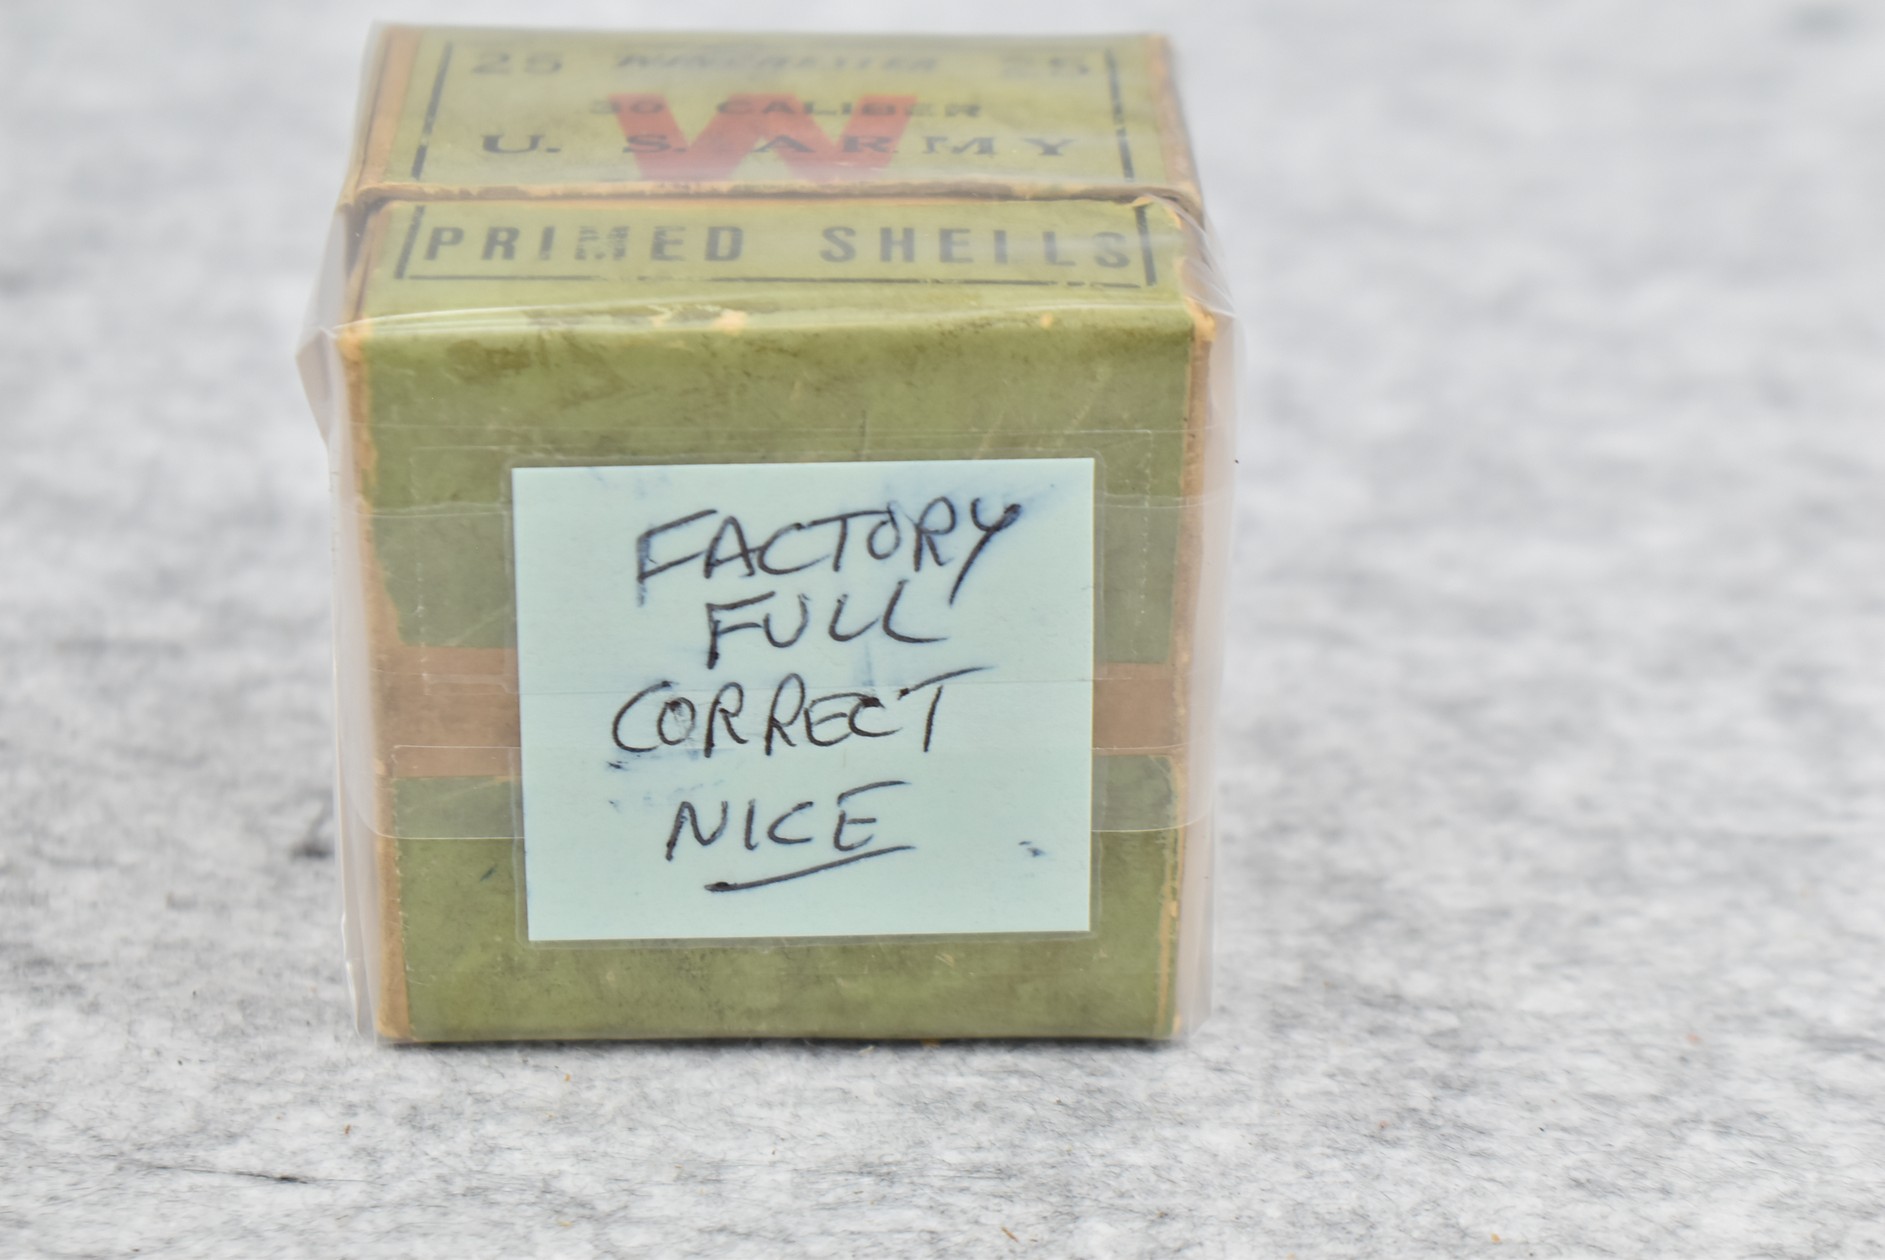 25 WINCHESTER 25
30 CALIBER
W
U. S. ARMY
PRIMED SHELLS
FACTORY
FULL
CORRECT
NICE